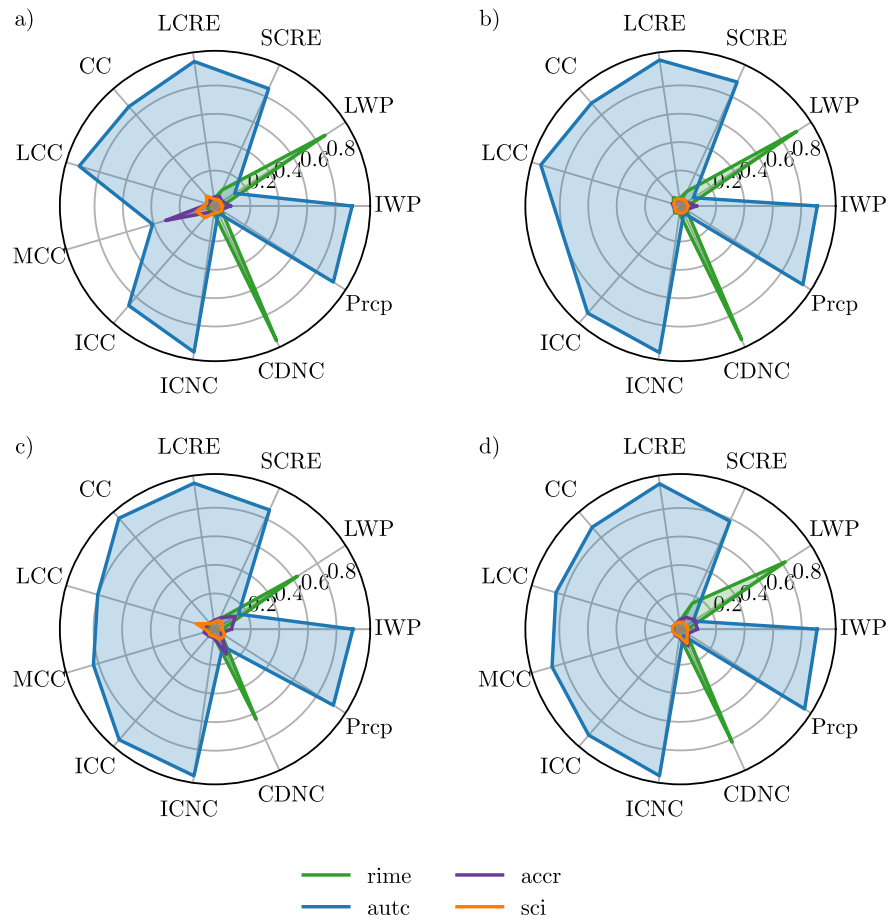 a)
LCRE
SCRE
CC
LWP
LCC
0.2 0.4 0.6 0.8
IWP
MCC
Prcp
ICC
CDNC
ICNC
b)
LCRE
SCRE
CC
LWP
LCC
0.2 0.4 0.6 0.8
IWP
Prcp
ICC
CDNC
ICNC
c)
LCRE
SCRE
CC
LWP
LCC
0.2 0.4 0.6 0.8
IWP
MCC
Prcp
ICC
CDNC
ICNC
d)
LCRE
SCRE
CC
LWP
LCC
0.2 0.4 0.6 0.8
IWP
MCC
Prcp
ICC
CDNC
ICNC
rime
accr
autc
sci